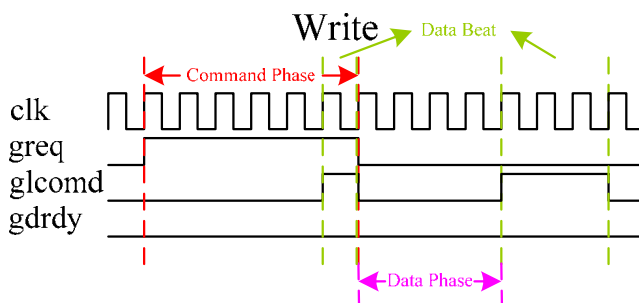 Write
Data Beat
Command Phase
clk
greq
glcomd
gdrdy
Data Phase